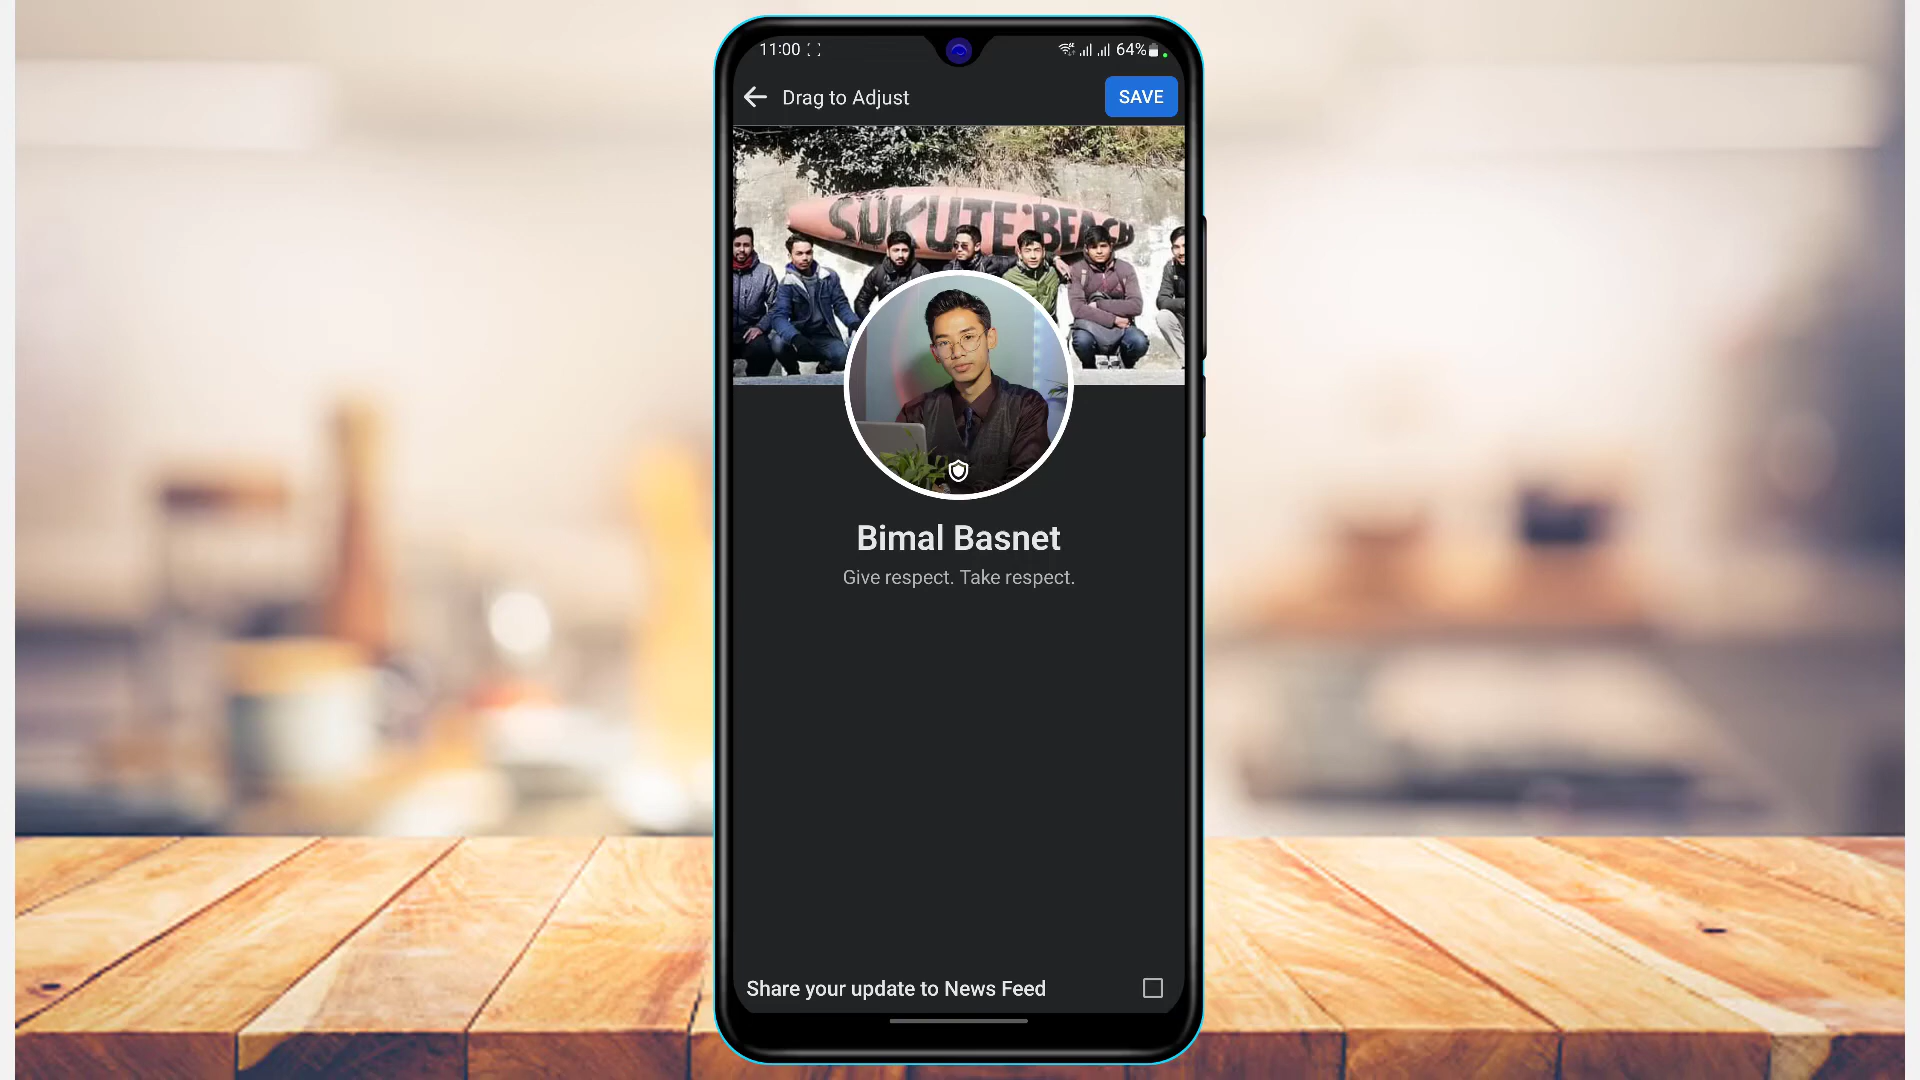 11:00
64%
Drag to Adjust
SAVE
SUKUTE BEACH
Bimal Basnet
Give respect. Take respect.
Share your update to News Feed